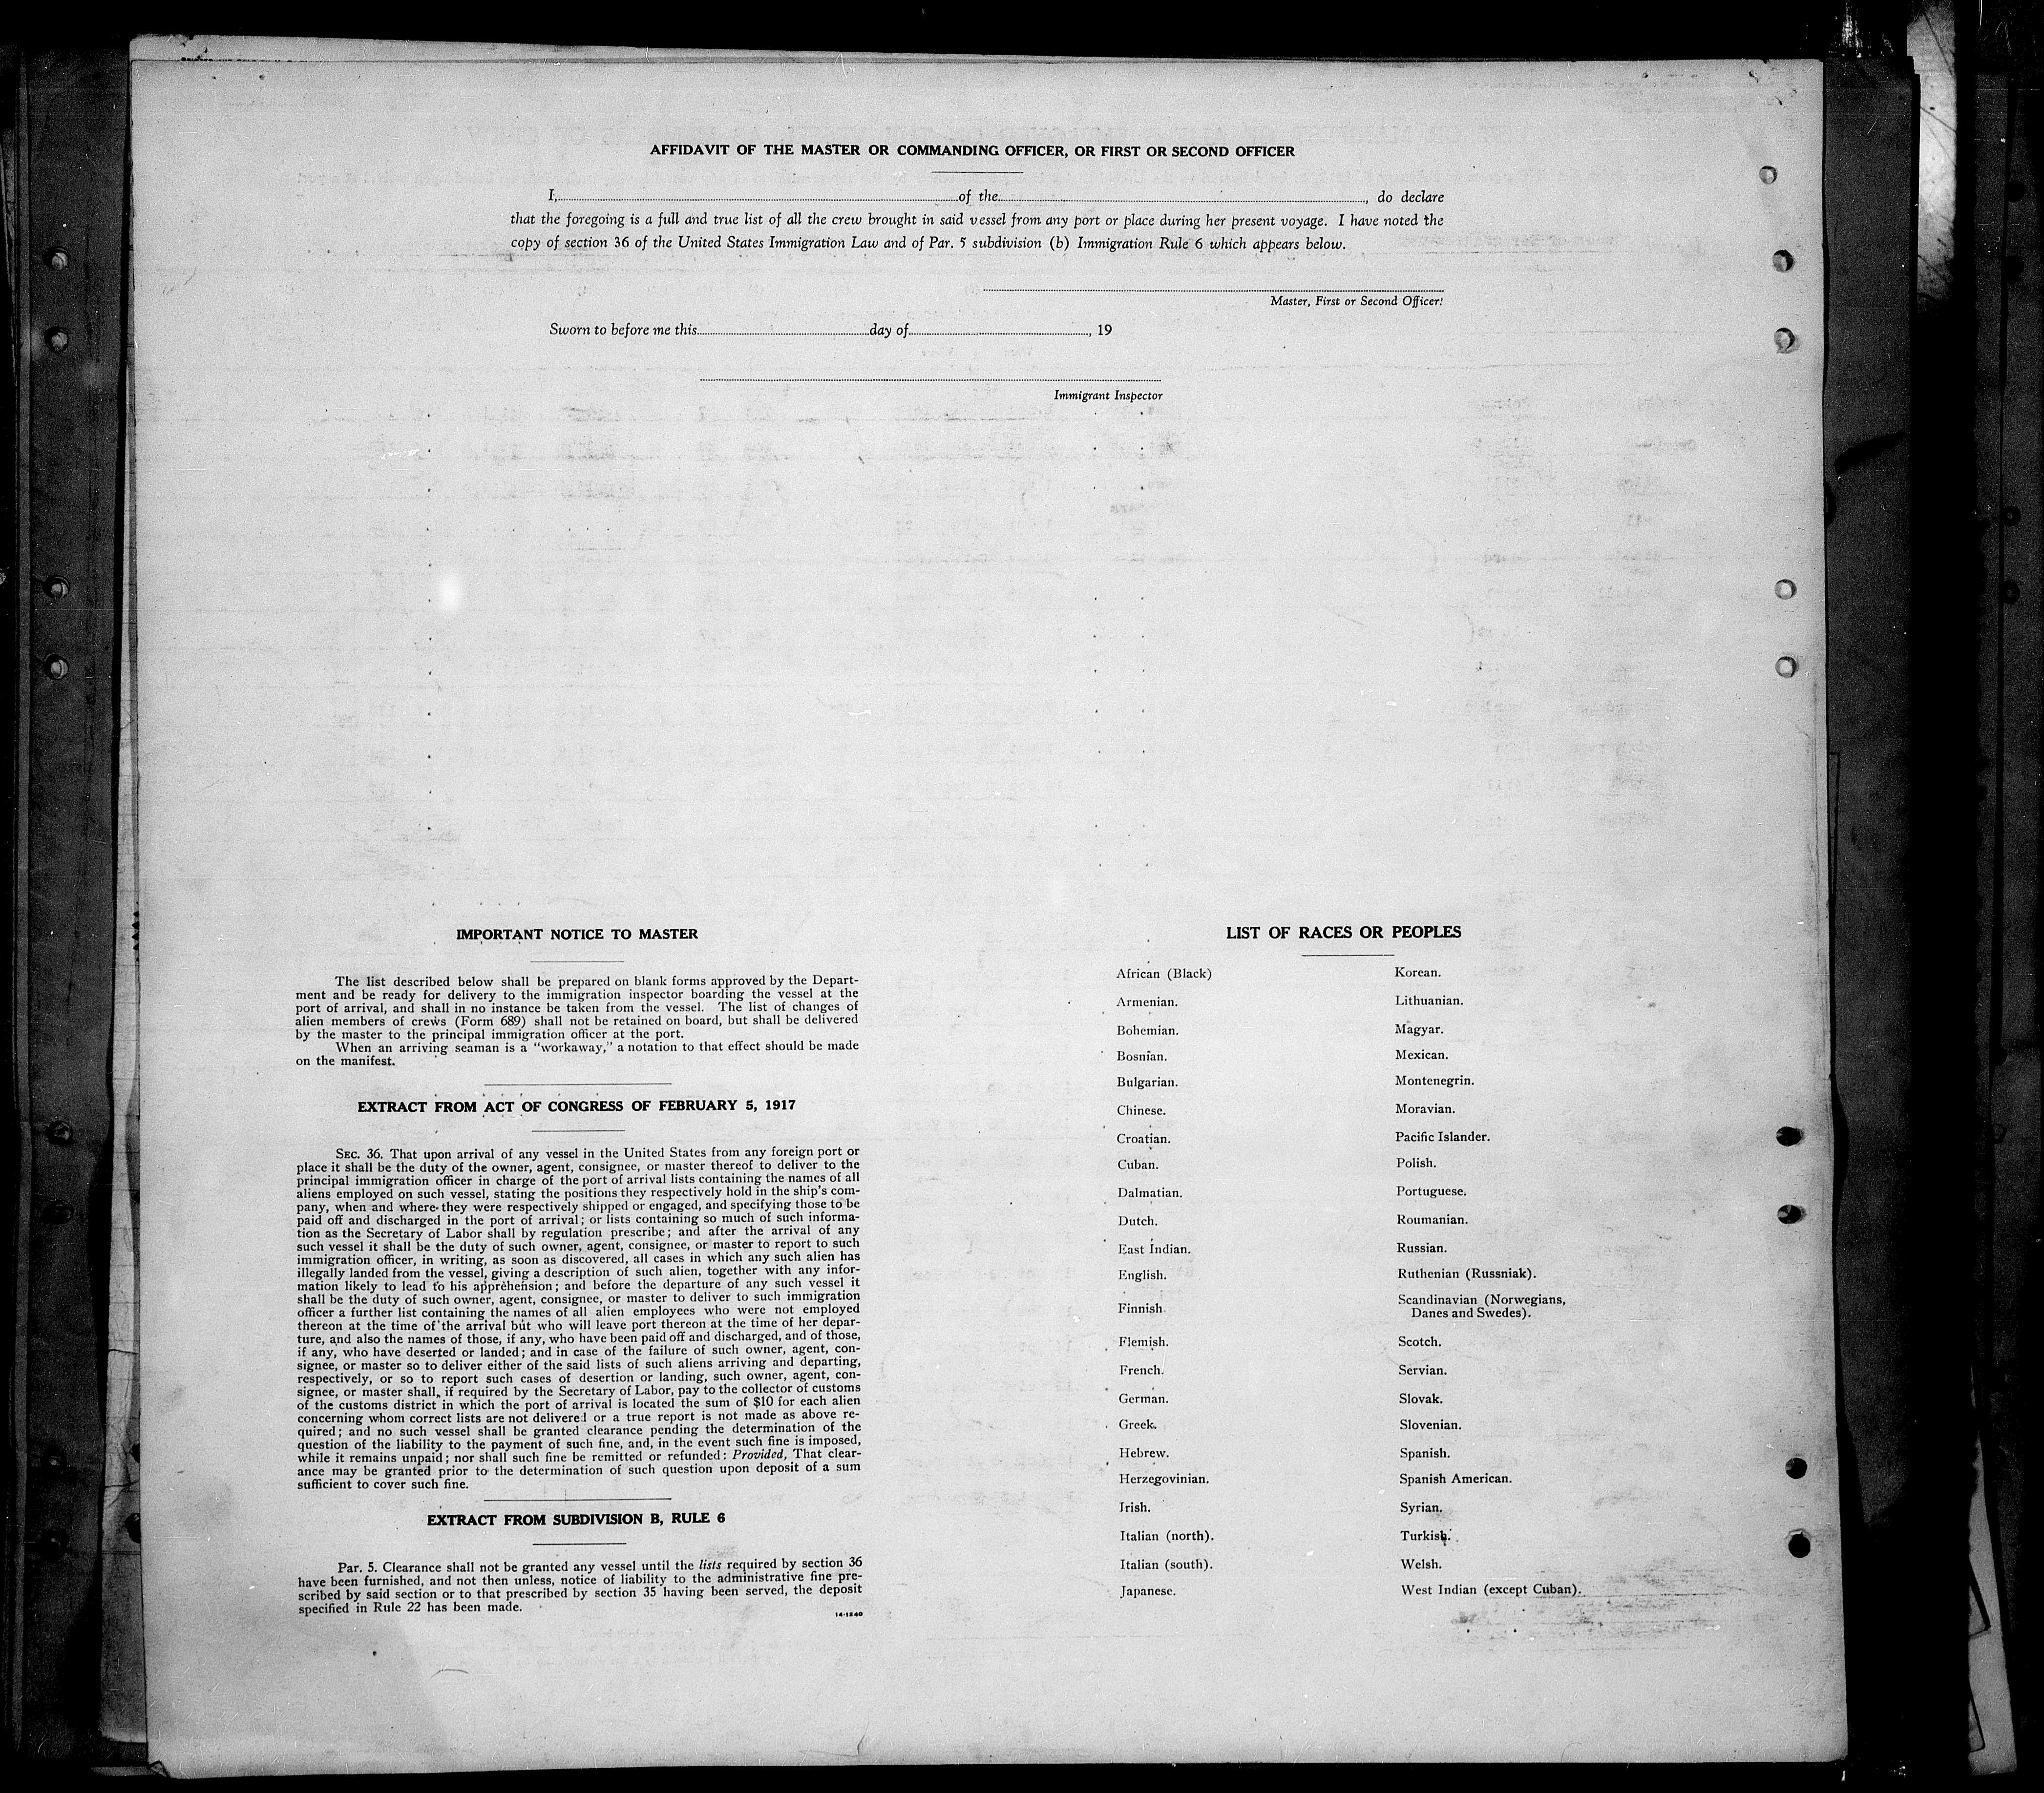 AFFIDAVIT OF THE MASTER OR COMMANDING OFFICER, OR FIRST OR SECOND OFFICER
I, of the , do declare
that the foregoing is a full and true list of all the crew brought in said vessel from any port or place during her present voyage. I have noted the
copy of section 36 of the United States Immigration Law and of Par. 5 subdivision (b) Immigration Rule 6 which appears below.
Master, First or Second Officer.
Sworn to before me this day of , 19
Immigrant Inspector
IMPORTANT NOTICE TO MASTER
The list described below shall be prepared on blank forms approved by the Depart-
ment and be ready for delivery to the immigration inspector boarding the vessel at the
port of arrival, and shall in no instance be taken from the vessel. The list of changes of
alien members of crews (Form 689) shall not be retained on board, but shall be delivered
by the master to the principal immigration officer at the port.
When an arriving seaman is a "workaway," a notation to that effect should be made
on the manifest.
EXTRACT FROM ACT OF CONGRESS OF FEBRUARY 5, 1917
SEC. 36. That upon arrival of any vessel in the United States from any foreign port or
place it shall be the duty of the owner, agent, consignee, or master thereof to deliver to the
principal immigration officer in charge of the port of arrival lists containing the names of all
aliens employed on such vessel, stating the positions they respectively hold in the ship's com-
pany, when and where they were respectively shipped or engaged, and specifying those to be
paid off and discharged in the port of arrival; or lists containing so much of such informa-
tion as the Secretary of Labor shall by regulation prescribe; and after the arrival of any
such vessel it shall be the duty of such owner, agent, consignee, or master to report to such
immigration officer, in writing, as soon as discovered, all cases in which any such alien has
illegally landed from the vessel, giving a description of such alien, together with any infor-
mation likely to lead to his apprehension; and before the departure of any such vessel it
shall be the duty of such owner, agent, consignee, or master to deliver to such immigration
officer a further list containing the names of all alien employees who were not employed
thereon at the time of the arrival but who will leave port thereon at the time of her depar-
ture, and also the names of those, if any, who have been paid off and discharged, and of those,
if any, who have deserted or landed; and in case of the failure of such owner, agent, con-
signee, or master so to deliver either of the said lists of such aliens arriving and departing,
respectively, or so to report such cases of desertion or landing, such owner, agent, con-
signee, or master shall, if required by the Secretary of Labor, pay to the collector of customs
of the customs district in which the port of arrival is located the sum of $10 for each alien
concerning whom correct lists are not delivered or a true report is not made as above re-
quired; and no such vessel shall be granted clearance pending the determination of the
question of the liability to the payment of such fine, and, in the event such fine is imposed,
while it remains unpaid; nor shall such fine be remitted or refunded: Provided, That clear-
ance may be granted prior to the determination of such question upon deposit of a sum
sufficient to cover such fine.
EXTRACT FROM SUBDIVISION B, RULE 6
Par. 5. Clearance shall not be granted any vessel until the lists required by section 36
have been furnished, and not then unless, notice of liability to the administrative fine pre-
scribed by said section or to that prescribed by section 35 having been served, the deposit
specified in Rule 22 has been made.
14-1240
LIST OF RACES OR PEOPLES
African (Black)
Armenian.
Bohemian.
Bosnian.
Bulgarian.
Chinese.
Croatian.
Cuban.
Dalmatian.
Dutch.
East Indian.
English.
Finnish
Flemish.
French.
German.
Greek.
Hebrew.
Herzegovinian.
Irish.
Italian (north).
Italian (south).
Japanese.
Korean.
Lithuanian.
Magyar.
Mexican.
Montenegrin.
Moravian.
Pacific Islander.
Polish.
Portuguese.
Roumanian.
Russian.
Ruthenian (Russniak).
Scandinavian (Norwegians,
Danes and Swedes).
Scotch.
Servian.
Slovak.
Slovenian.
Spanish.
Spanish American.
Syrian.
Turkish.
Welsh.
West Indian (except Cuban).